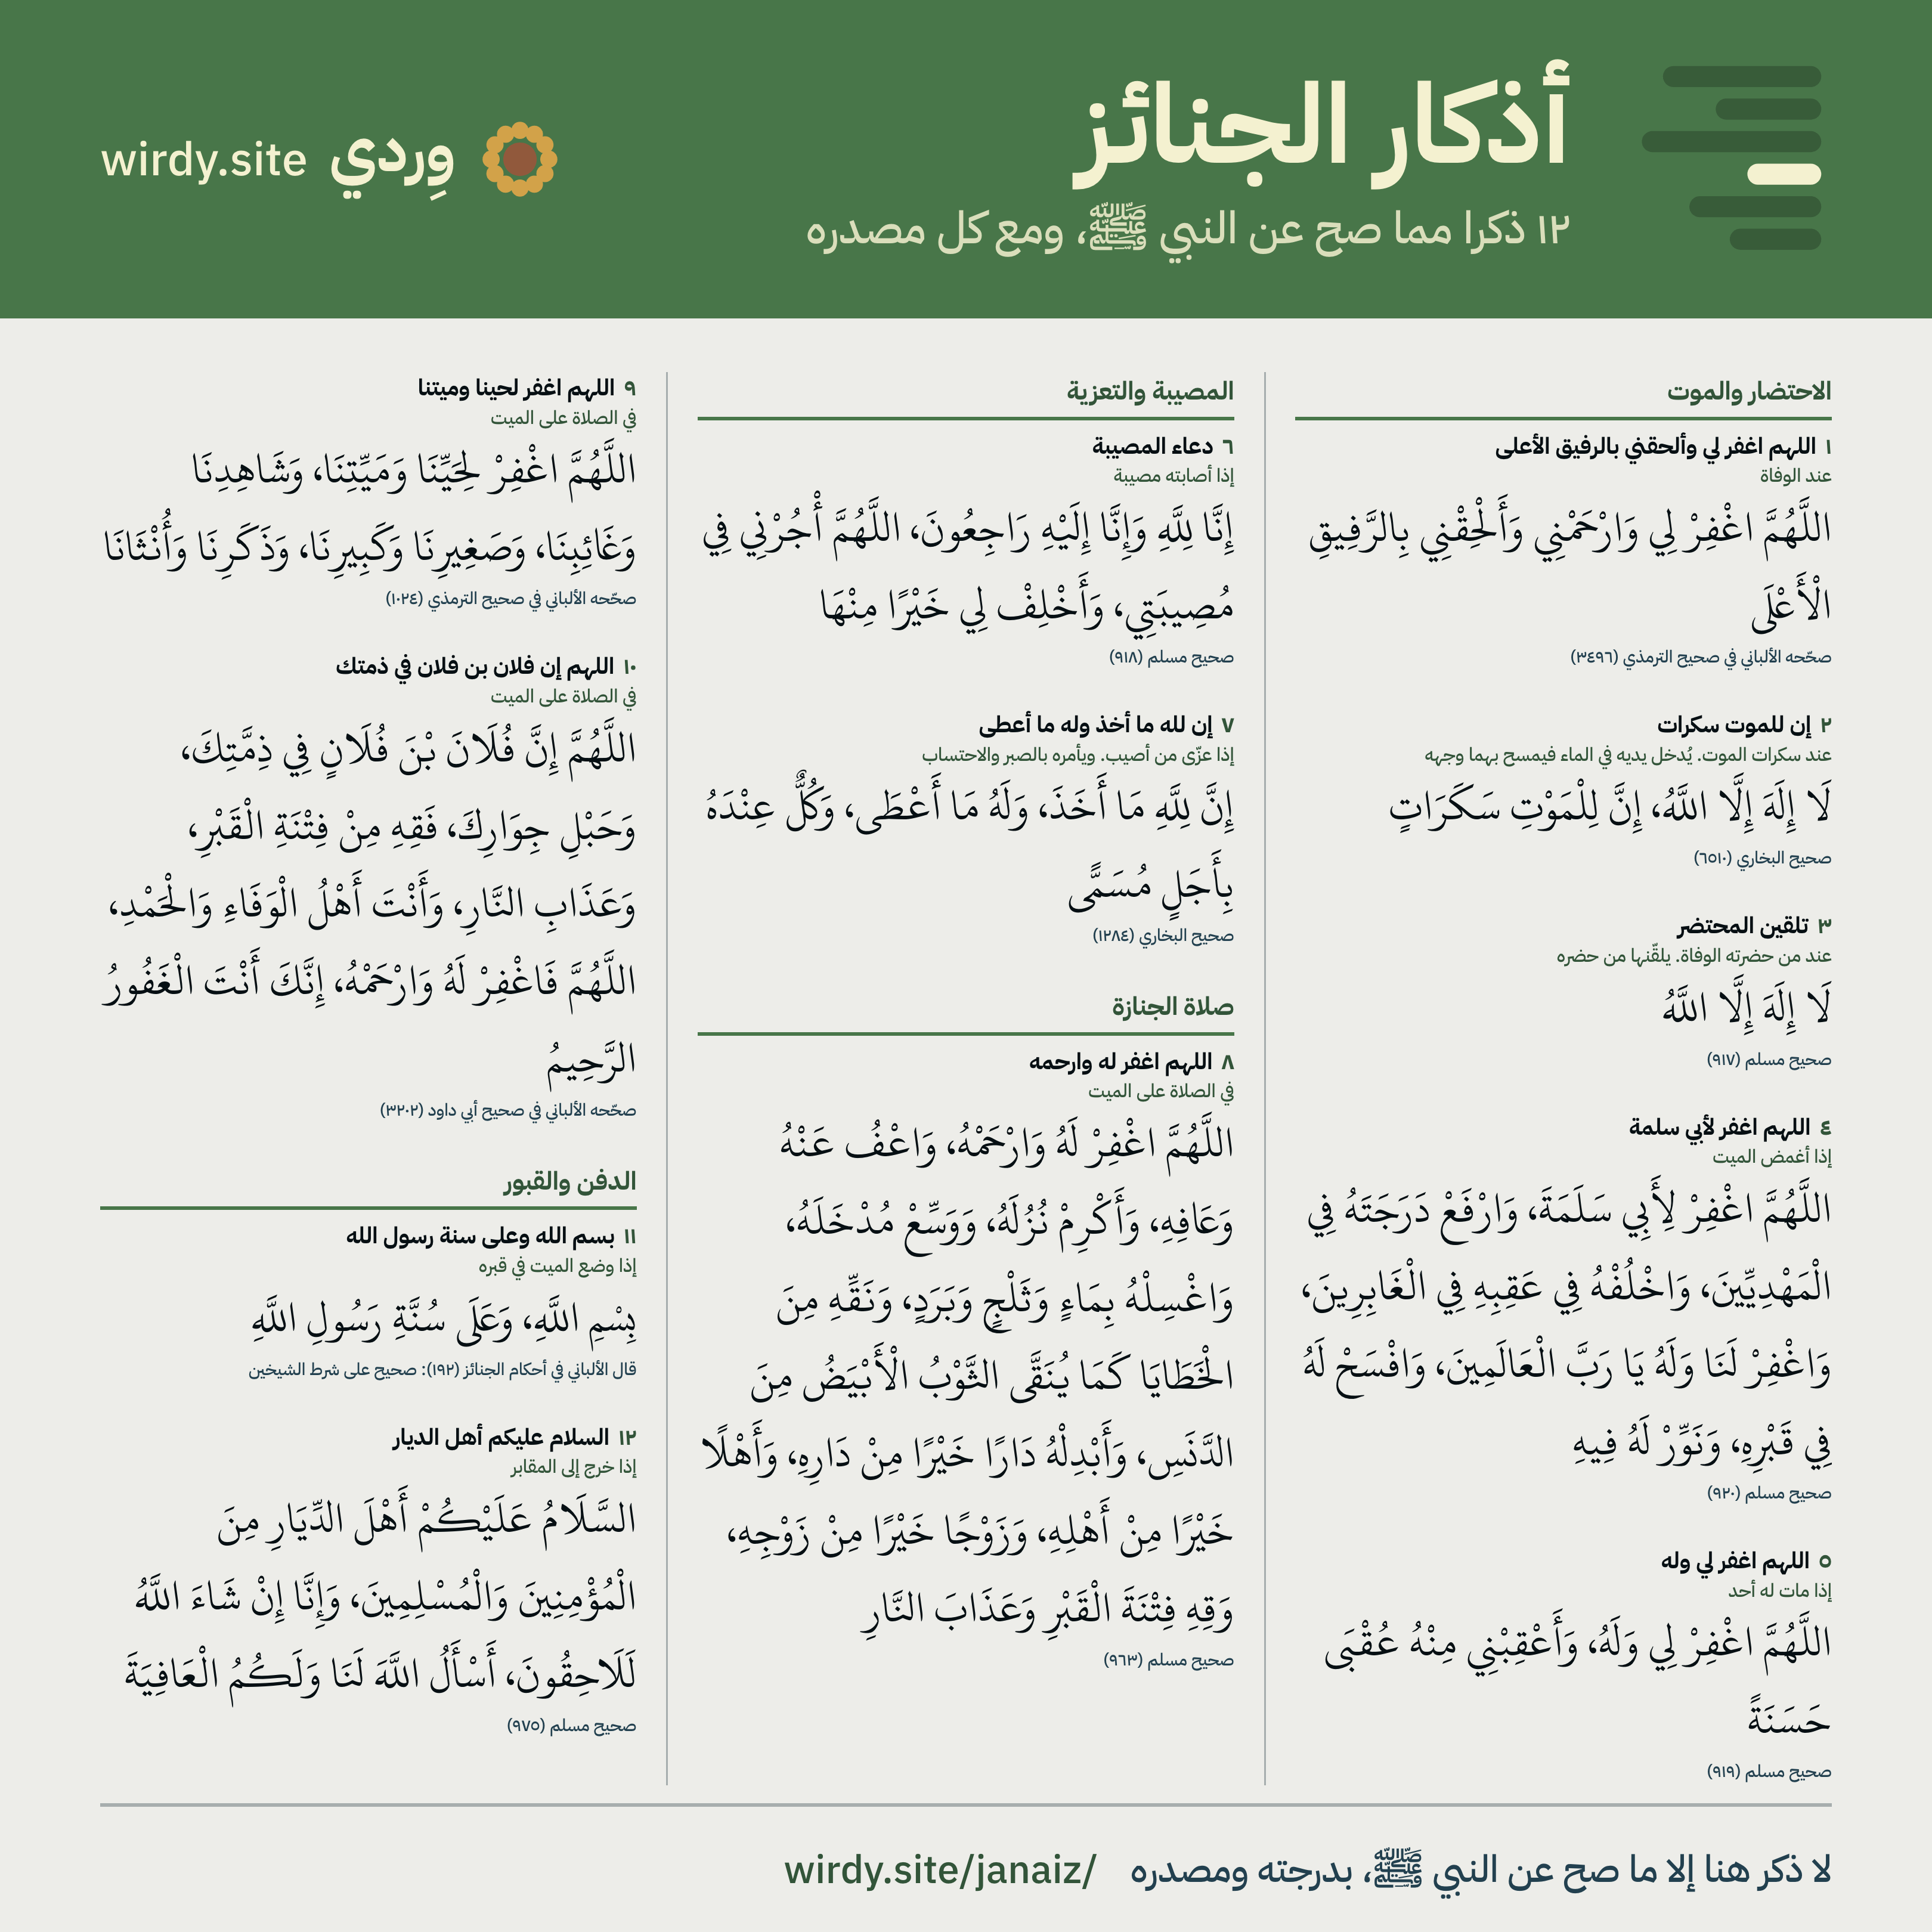 أذكار الجنائز
١٢ ذكرا مما صح عن النبي ﷺ، ومع كل مصدره
وِردي wirdy.site
الاحتضار والموت
١ اللهم اغفر لي وألحقني بالرفيق الأعلى
عند الوفاة
اللَّهُمَّ اغْفِرْ لِي وَارْحَمْنِي وَأَلْحِقْنِي بِالرَّفِيقِ
الْأَعْلَى
صحّحه الألباني في صحيح الترمذي (٣٤٩٦)
٢ إن للموت سكرات
عند سكرات الموت. يُدخل يديه في الماء فيمسح بهما وجهه
لَا إِلَهَ إِلَّا اللَّهُ، إِنَّ لِلْمَوْتِ سَكَرَاتٍ
صحيح البخاري (٦٥١٠)
٣ تلقين المحتضر
عند من حضرته الوفاة. يلقّنها من حضره
لَا إِلَهَ إِلَّا اللَّهُ
صحيح مسلم (٩١٧)
٤ اللهم اغفر لأبي سلمة
إذا أغمض الميت
اللَّهُمَّ اغْفِرْ لِأَبِي سَلَمَةَ، وَارْفَعْ دَرَجَتَهُ فِي
الْمَهْدِيِّينَ، وَاخْلُفْهُ فِي عَقِبِهِ فِي الْغَابِرِينَ،
وَاغْفِرْ لَنَا وَلَهُ يَا رَبَّ الْعَالَمِينَ، وَافْسَحْ لَهُ
فِي قَبْرِهِ، وَنَوِّرْ لَهُ فِيهِ
صحيح مسلم (٩٢٠)
٥ اللهم اغفر لي وله
إذا مات له أحد
اللَّهُمَّ اغْفِرْ لِي وَلَهُ، وَأَعْقِبْنِي مِنْهُ عُقْبَى
حَسَنَةً
صحيح مسلم (٩١٩)
المصيبة والتعزية
٦ دعاء المصيبة
إذا أصابته مصيبة
إِنَّا لِلَّهِ وَإِنَّا إِلَيْهِ رَاجِعُونَ، اللَّهُمَّ أْجُرْنِي فِي
مُصِيبَتِي، وَأَخْلِفْ لِي خَيْرًا مِنْهَا
صحيح مسلم (٩١٨)
٧ إن لله ما أخذ وله ما أعطى
إذا عزّى من أصيب. ويأمره بالصبر والاحتساب
إِنَّ لِلَّهِ مَا أَخَذَ، وَلَهُ مَا أَعْطَى، وَكُلٌّ عِنْدَهُ
بِأَجَلٍ مُسَمًّى
صحيح البخاري (١٢٨٤)
صلاة الجنازة
٨ اللهم اغفر له وارحمه
في الصلاة على الميت
اللَّهُمَّ اغْفِرْ لَهُ وَارْحَمْهُ، وَاعْفُ عَنْهُ
وَعَافِهِ، وَأَكْرِمْ نُزُلَهُ، وَوَسِّعْ مُدْخَلَهُ،
وَاغْسِلْهُ بِمَاءٍ وَثَلْجٍ وَبَرَدٍ، وَنَقِّهِ مِنَ
الْخَطَايَا كَمَا يُنَقَّى الثَّوْبُ الْأَبْيَضُ مِنَ
الدَّنَسِ، وَأَبْدِلْهُ دَارًا خَيْرًا مِنْ دَارِهِ، وَأَهْلًا
خَيْرًا مِنْ أَهْلِهِ، وَزَوْجًا خَيْرًا مِنْ زَوْجِهِ،
وَقِهِ فِتْنَةَ الْقَبْرِ وَعَذَابَ النَّارِ
صحيح مسلم (٩٦٣)
٩ اللهم اغفر لحينا وميتنا
في الصلاة على الميت
اللَّهُمَّ اغْفِرْ لِحَيِّنَا وَمَيِّتِنَا، وَشَاهِدِنَا
وَغَائِبِنَا، وَصَغِيرِنَا وَكَبِيرِنَا، وَذَكَرِنَا وَأُنْثَانَا
صحّحه الألباني في صحيح الترمذي (١٠٢٤)
١٠ اللهم إن فلان بن فلان في ذمتك
في الصلاة على الميت
اللَّهُمَّ إِنَّ فُلَانَ بْنَ فُلَانٍ فِي ذِمَّتِكَ،
وَحَبْلِ جِوَارِكَ، فَقِهِ مِنْ فِتْنَةِ الْقَبْرِ،
وَعَذَابِ النَّارِ، وَأَنْتَ أَهْلُ الْوَفَاءِ وَالْحَمْدِ،
اللَّهُمَّ فَاغْفِرْ لَهُ وَارْحَمْهُ، إِنَّكَ أَنْتَ الْغَفُورُ
الرَّحِيمُ
صحّحه الألباني في صحيح أبي داود (٣٢٠٢)
الدفن والقبور
١١ بسم الله وعلى سنة رسول الله
إذا وضع الميت في قبره
بِسْمِ اللَّهِ، وَعَلَى سُنَّةِ رَسُولِ اللَّهِ
قال الألباني في أحكام الجنائز (١٩٢): صحيح على شرط الشيخين
١٢ السلام عليكم أهل الديار
إذا خرج إلى المقابر
السَّلَامُ عَلَيْكُمْ أَهْلَ الدِّيَارِ مِنَ
الْمُؤْمِنِينَ وَالْمُسْلِمِينَ، وَإِنَّا إِنْ شَاءَ اللَّهُ
لَلَاحِقُونَ، أَسْأَلُ اللَّهَ لَنَا وَلَكُمُ الْعَافِيَةَ
صحيح مسلم (٩٧٥)
لا ذكر هنا إلا ما صح عن النبي ﷺ، بدرجته ومصدره wirdy.site/janaiz/